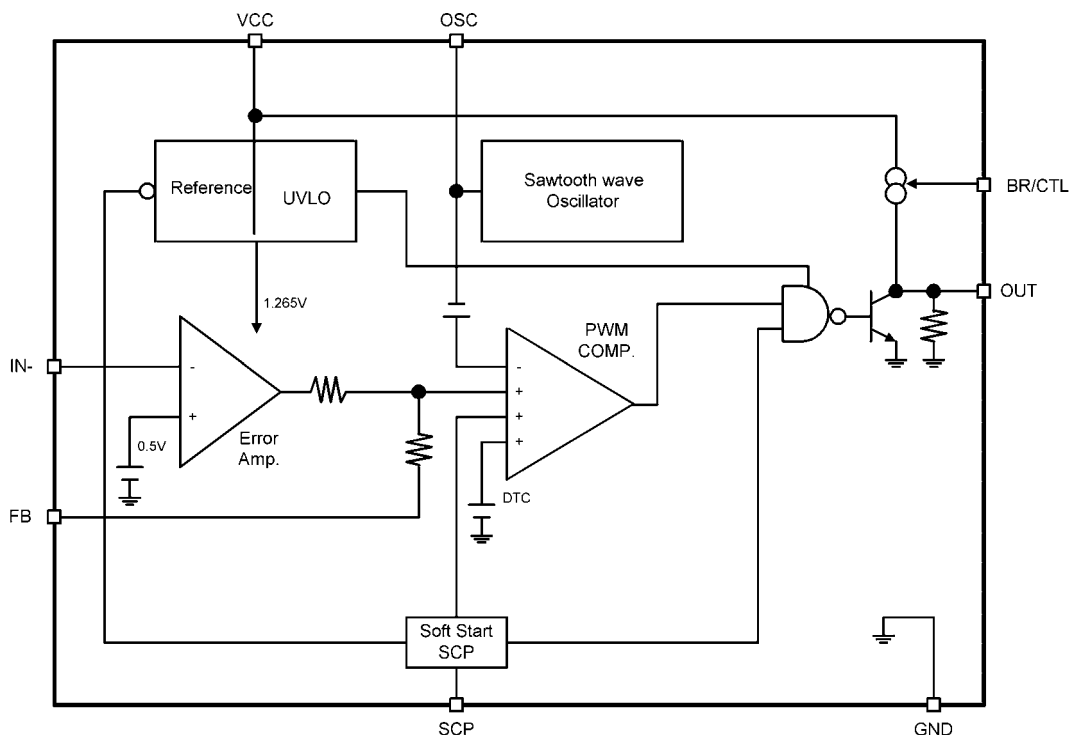 VCC
OSC
Reference
UVLO
Sawtooth wave
Oscillator
BR/CTL
1.265V
OUT
PWM
COMP.
IN-
-
-
+
+
+
0.5V
Error
Amp.
+
DTC
FB
Soft Start
SCP
SCP
GND